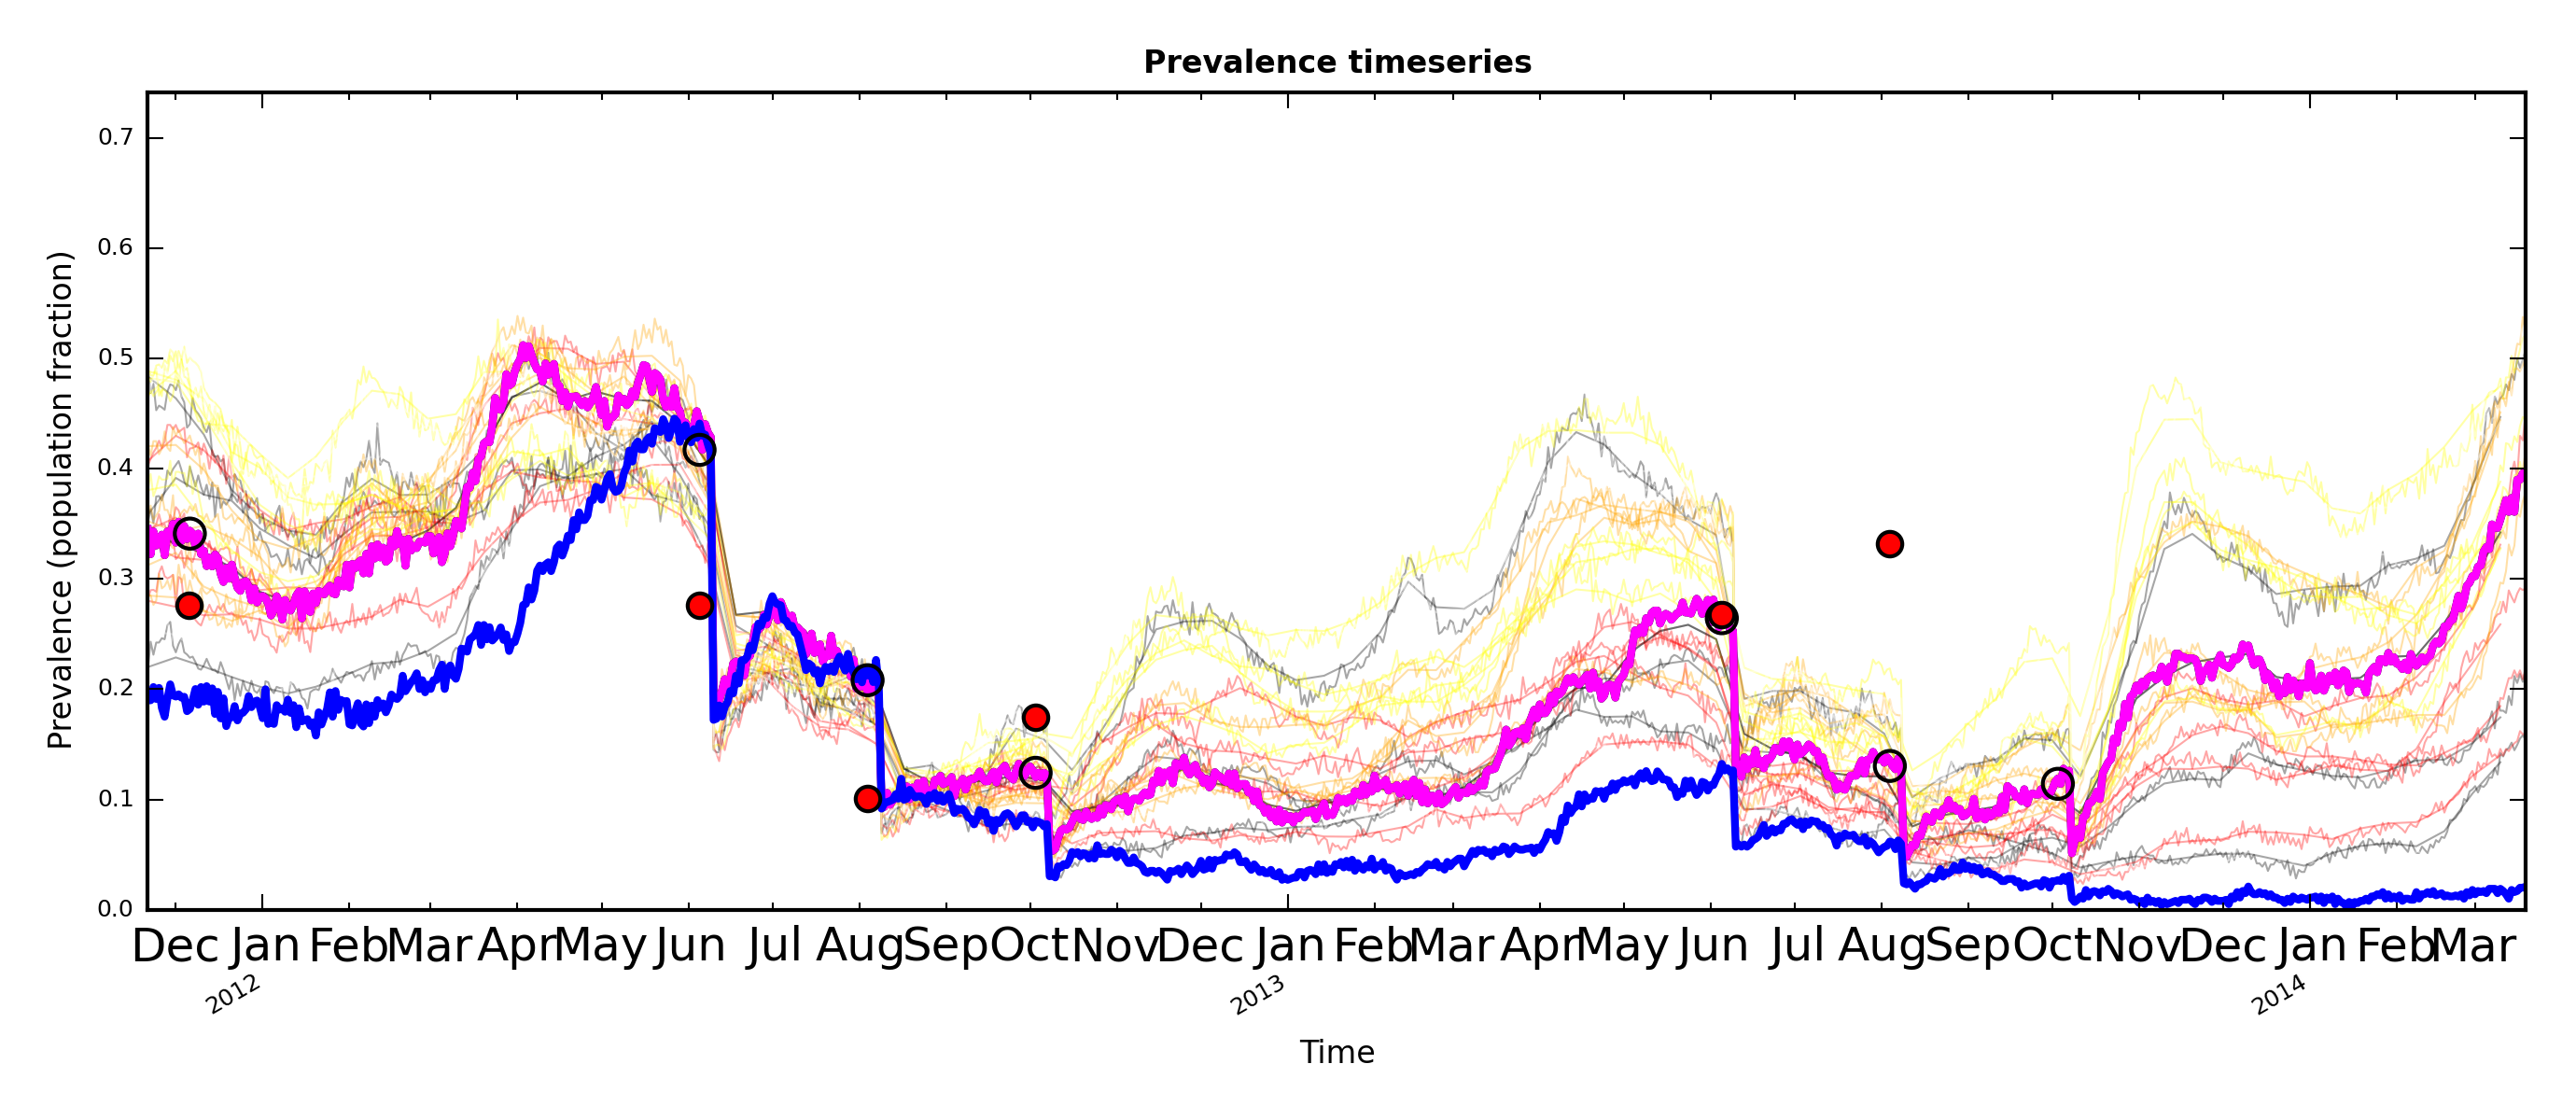 Prevalence timeseries
Prevalence (population fraction)
0.7
0.6
0.5
0.4
0.3
0.2
0.1
0.0
Dec Jan Feb Mar Apr May Jun Jul Aug Sep Oct Nov Dec Jan Feb Mar Apr May Jun Jul Aug Sep Oct Nov Dec Jan Feb Mar
2012 2013 2014
Time